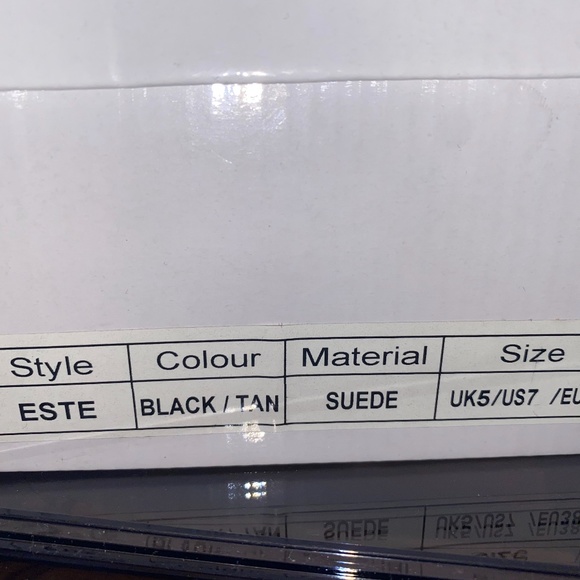 Style Colour Material Size
ESTE BLACK / TAN SUEDE UK5/US7 /EU